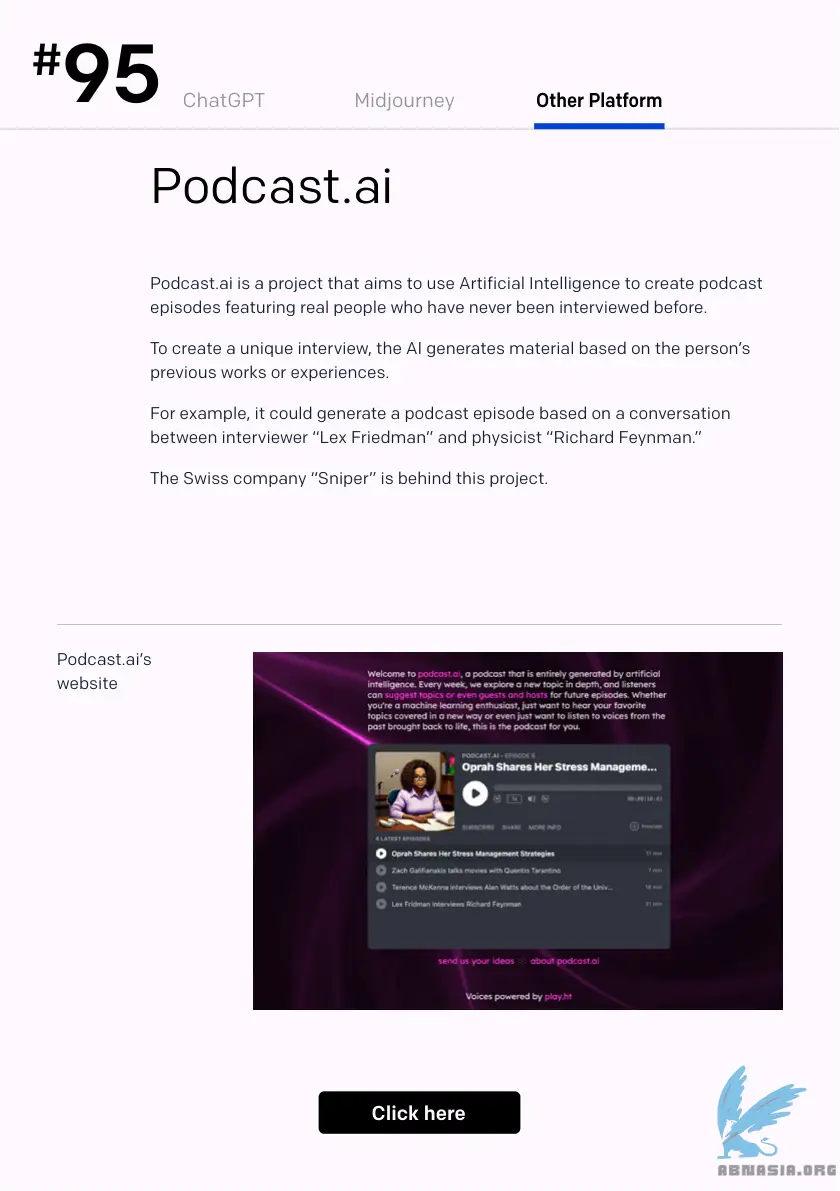 #95
ChatGPT
Midjourney
Other Platform
Podcast.ai
Podcast.ai is a project that aims to use Artificial Intelligence to create podcast
episodes featuring real people who have never been interviewed before.
To create a unique interview, the AI generates material based on the person’s
previous works or experiences.
For example, it could generate a podcast episode based on a conversation
between interviewer “Lex Friedman” and physicist “Richard Feynman.”
The Swiss company “Sniper” is behind this project.
Podcast.ai’s
website
Welcome to podcast.ai, a podcast that is entirely generated by artificial
intelligence. Every week, we explore a new topic in depth, and listeners
can suggest topics or even guests and hosts for future episodes. Whether
you're a machine learning enthusiast, just want to hear your favorite
topics covered in a new way or even just want to listen to voices from the
past brought back to life, this is the podcast for you.
PODCAST.AI - EPISODE 5
Oprah Shares Her Stress Manageme...
SUBSCRIBE SHARE MORE INFO
LATEST EPISODES
Oprah Shares Her Stress Management Strategies
Zach Galifianakis talks movies with Quentin Tarantino
Terence McKenna interviews Alan Watts about the Order of the Univ...
Lex Fridman interviews Richard Feynman
send us your ideas
about podcast.ai
Voices powered by play.ht
Click here
ABNASIA.ORG